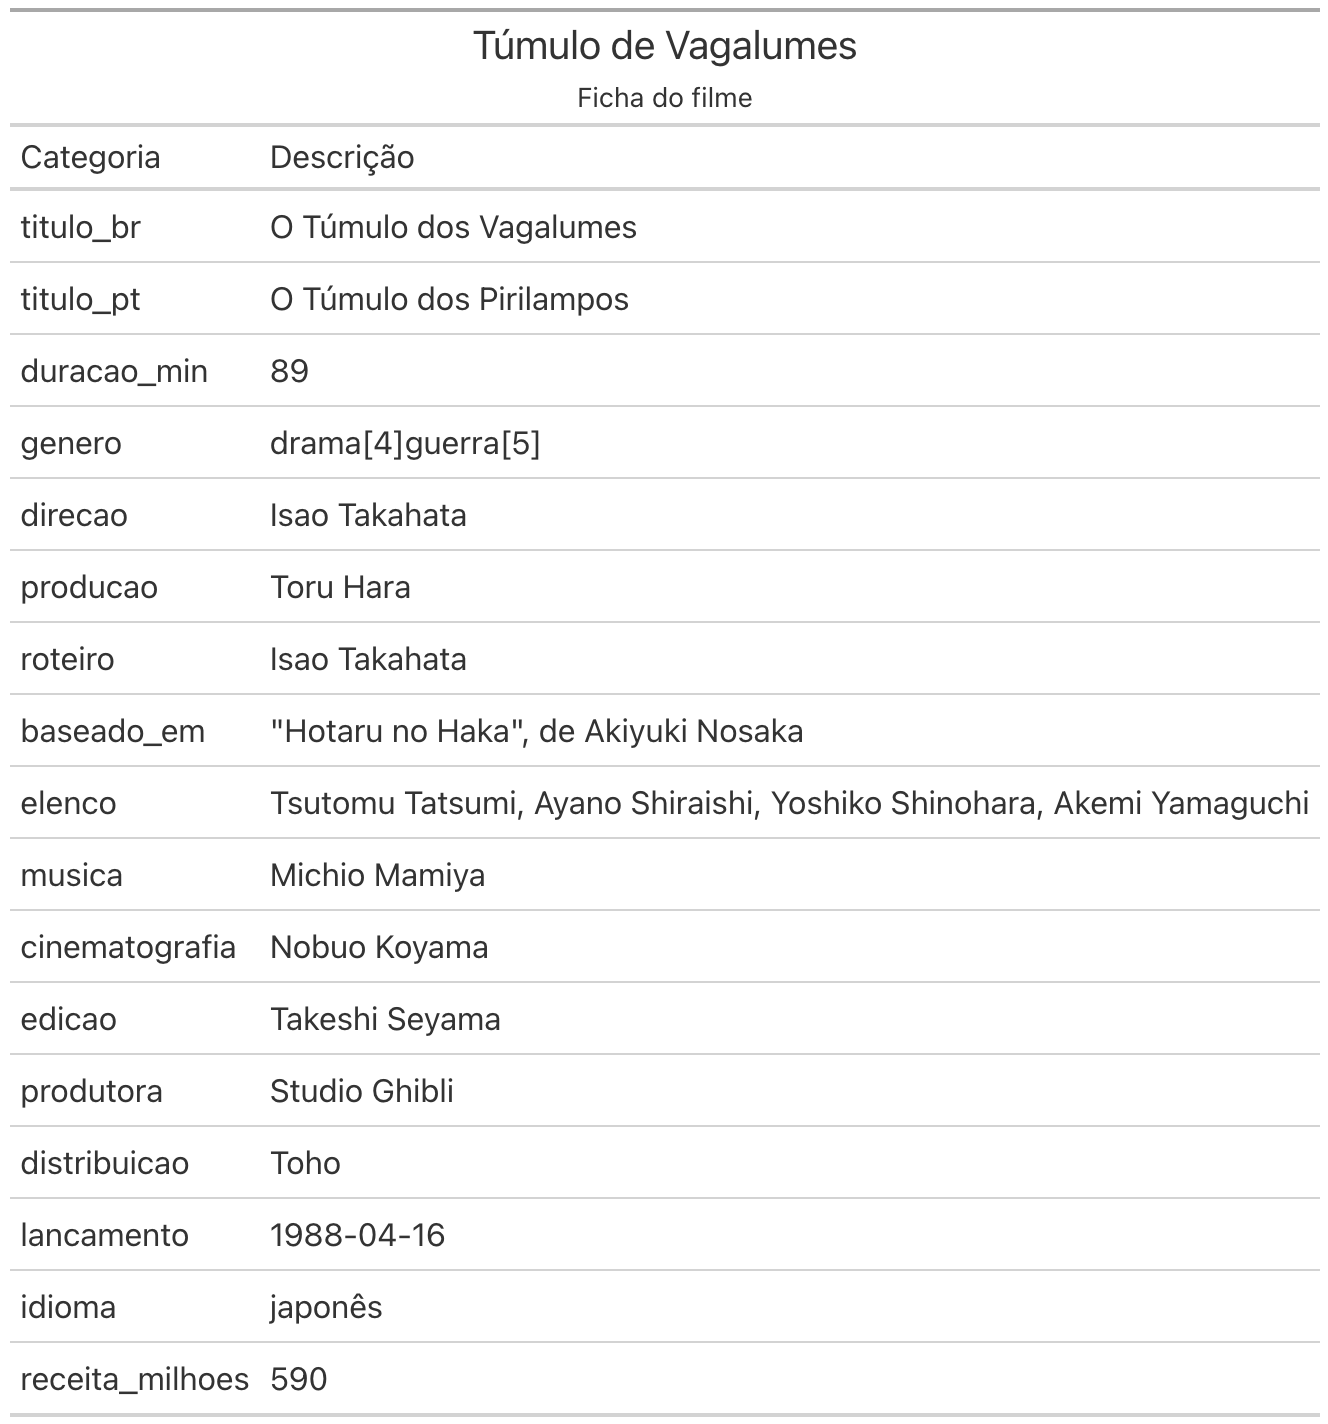 Túmulo de Vagalumes
Ficha do filme
Categoria Descrição
titulo_br O Túmulo dos Vagalumes
titulo_pt O Túmulo dos Pirilampos
duracao_min 89
genero drama[4]guerra[5]
direcao Isao Takahata
producao Toru Hara
roteiro Isao Takahata
baseado_em "Hotaru no Haka", de Akiyuki Nosaka
elenco Tsutomu Tatsumi, Ayano Shiraishi, Yoshiko Shinohara, Akemi Yamaguchi
musica Michio Mamiya
cinematografia Nobuo Koyama
edicao Takeshi Seyama
produtora Studio Ghibli
distribuicao Toho
lancamento 1988-04-16
idioma japonês
receita_milhoes 590